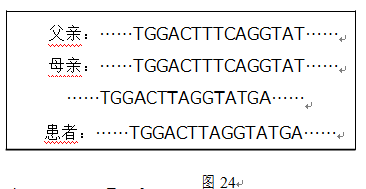 父亲：……TGGACTTTCAGGTAT……
母亲：……TGGACTTTCAGGTAT……
……TGGACTTAGGTATGA……
患者：……TGGACTTAGGTATGA……
图 24